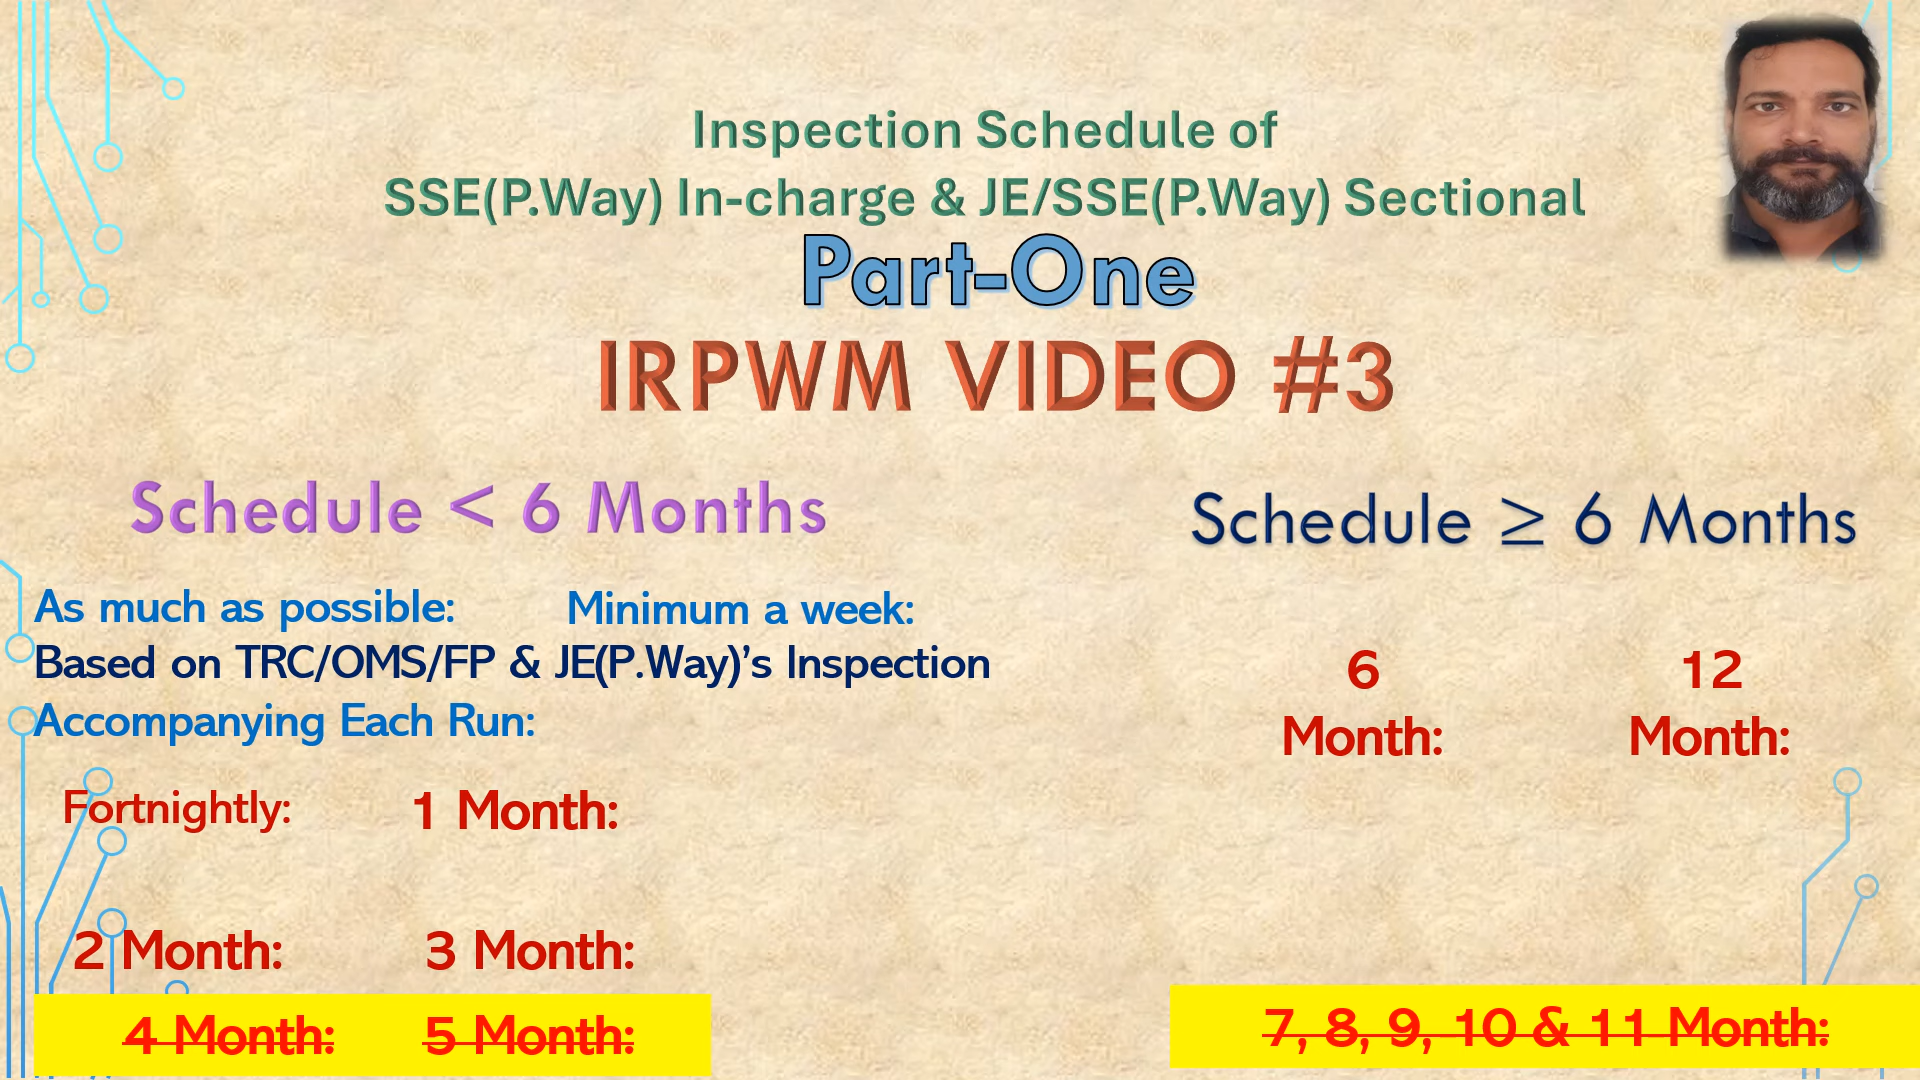 Inspection Schedule of
SSE(P.Way) In-charge & JE/SSE(P.Way) Sectional
Part-One
IRPWM VIDEO #3
Schedule < 6 Months
As much as possible: Minimum a week:
Based on TRC/OMS/FP & JE(P.Way)’s Inspection
Accompanying Each Run:
Fortnightly: 1 Month:
2 Month: 3 Month:
4 Month: 5 Month:
Schedule ≥ 6 Months
6 12
Month: Month:
7, 8, 9, 10 & 11 Month: